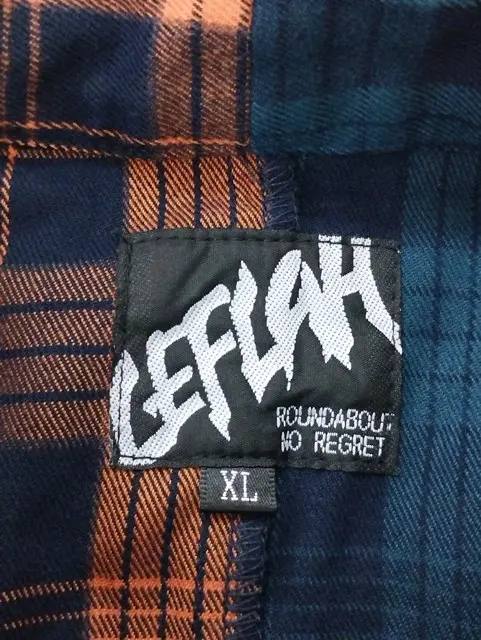 LEFLAH
ROUNDABOUT
NO REGRET
XL